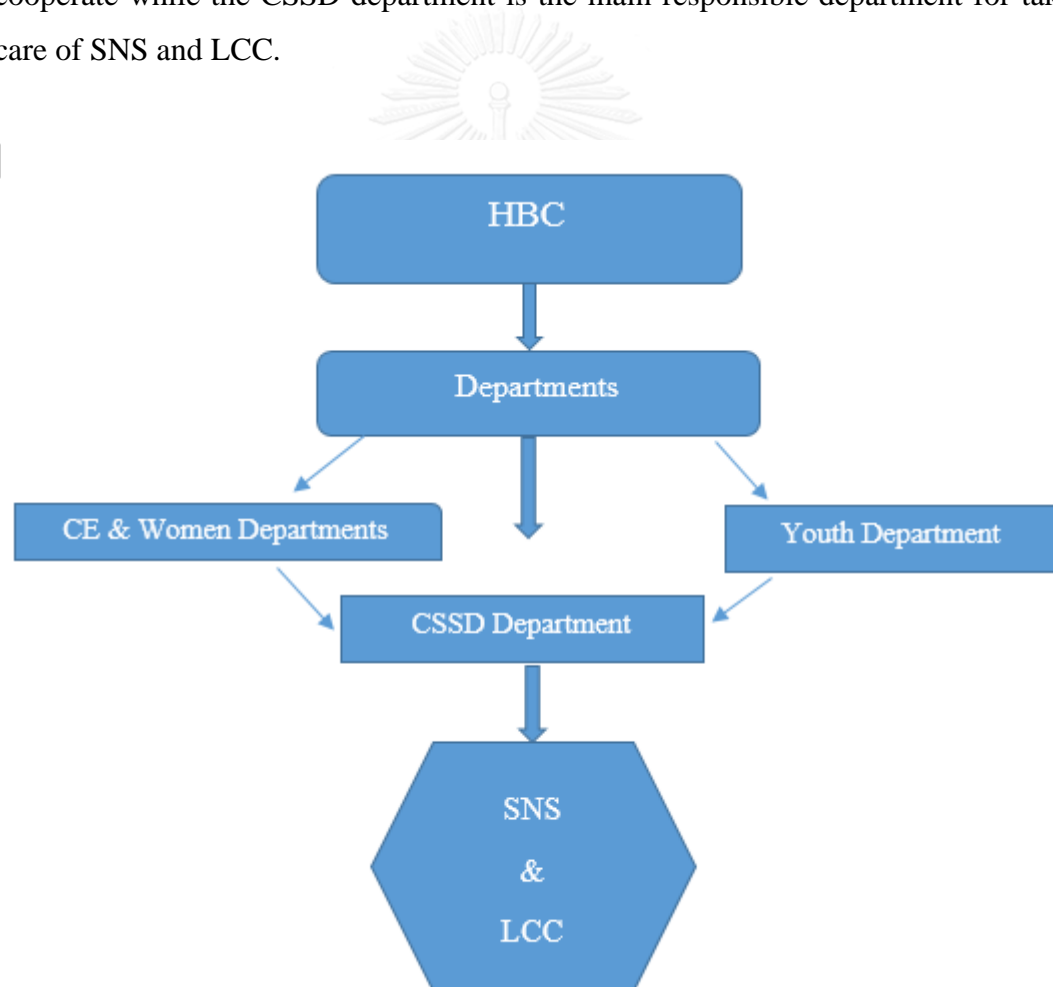 cooperate while the CSSD department is the main responsible department for tak
care of SNS and LCC.
HBC
Departments
CE & Women Departments
Youth Department
CSSD Department
SNS
&
LCC